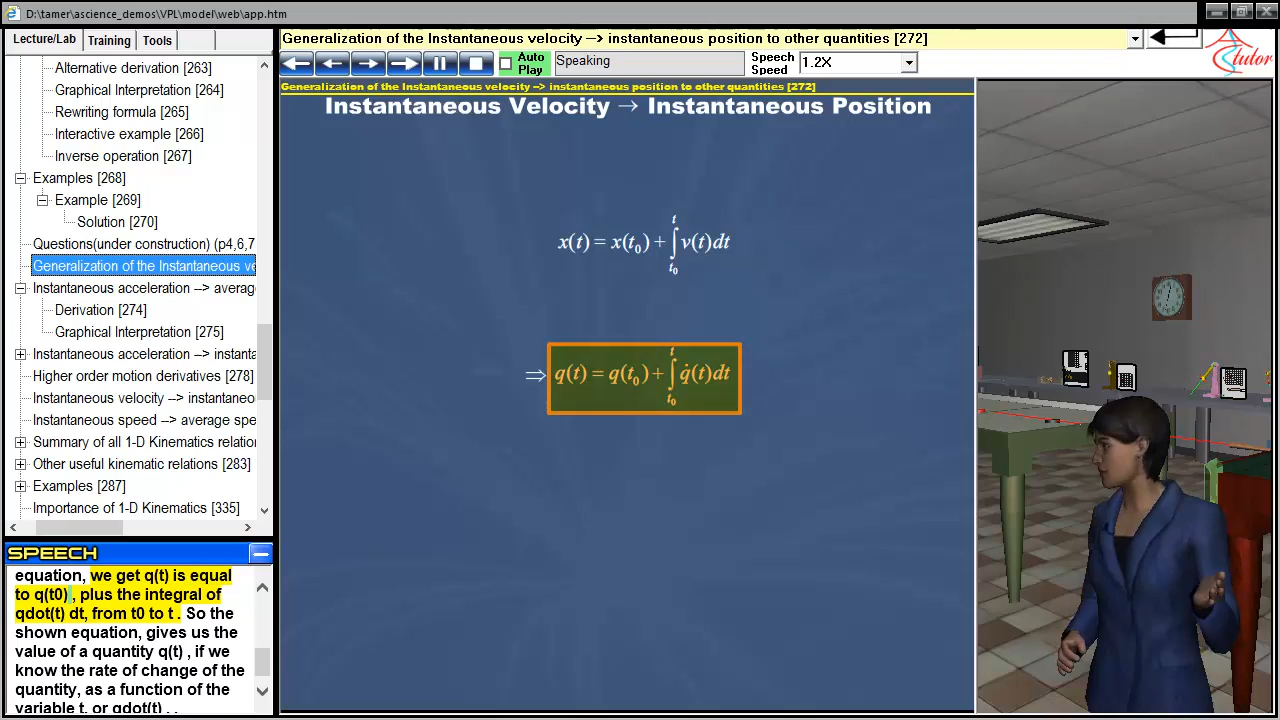 D:\tamer\ascience_demos\VPL\model\web\app.htm
Lecture/Lab
Training
Tools
Alternative derivation [263]
Graphical Interpretation [264]
Rewriting formula [265]
Interactive example [266]
Inverse operation [267]
Examples [268]
Example [269]
Solution [270]
Questions(under construction) (p4,6,7
Generalization of the Instantaneous ve
Instantaneous acceleration --> average
Derivation [274]
Graphical Interpretation [275]
Instantaneous acceleration --> instanta
Higher order motion derivatives [278]
Instantaneous velocity --> instantaneo
Instantaneous speed --> average spe
Summary of all 1-D Kinematics relation
Other useful kinematic relations [283]
Examples [287]
Importance of 1-D Kinematics [335]
SPEECH
equation, we get q(t) is equal
to q(t0) , plus the integral of
qdot(t) dt, from t0 to t . So the
shown equation, gives us the
value of a quantity q(t) , if we
know the rate of change of the
quantity, as a function of the
variable t, or qdot(t) . .
Generalization of the Instantaneous velocity --> instantaneous position to other quantities [272]
Auto Play
Speaking
Speech Speed
1.2X
tutor
Generalization of the Instantaneous velocity --> instantaneous position to other quantities [272]
Instantaneous Velocity → Instantaneous Position
x(t) = x(t₀) + ∫ₜ₀ᵗ v(t)dt
⇒ q(t) = q(t₀) + ∫ₜ₀ᵗ q̇(t)dt